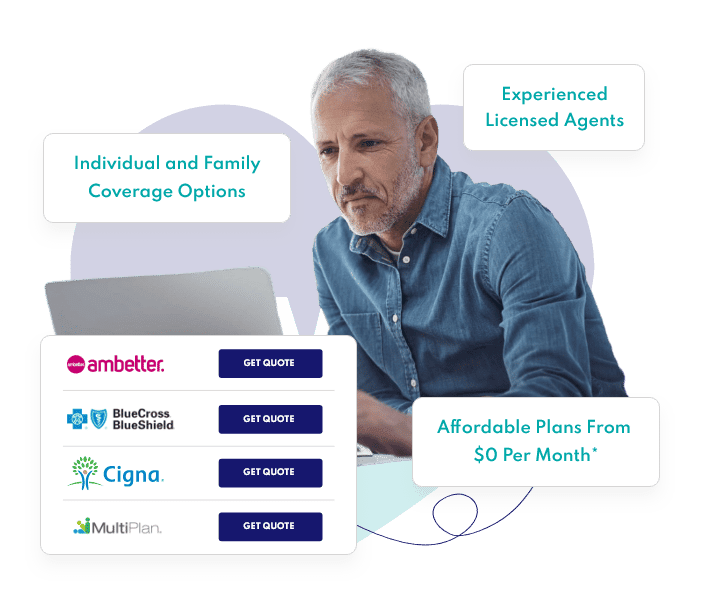 Experienced
Licensed Agents
Individual and Family
Coverage Options
ambetter.
GET QUOTE
BlueCross
BlueShield
GET QUOTE
Cigna
GET QUOTE
MultiPlan
GET QUOTE
Affordable Plans From
$0 Per Month*